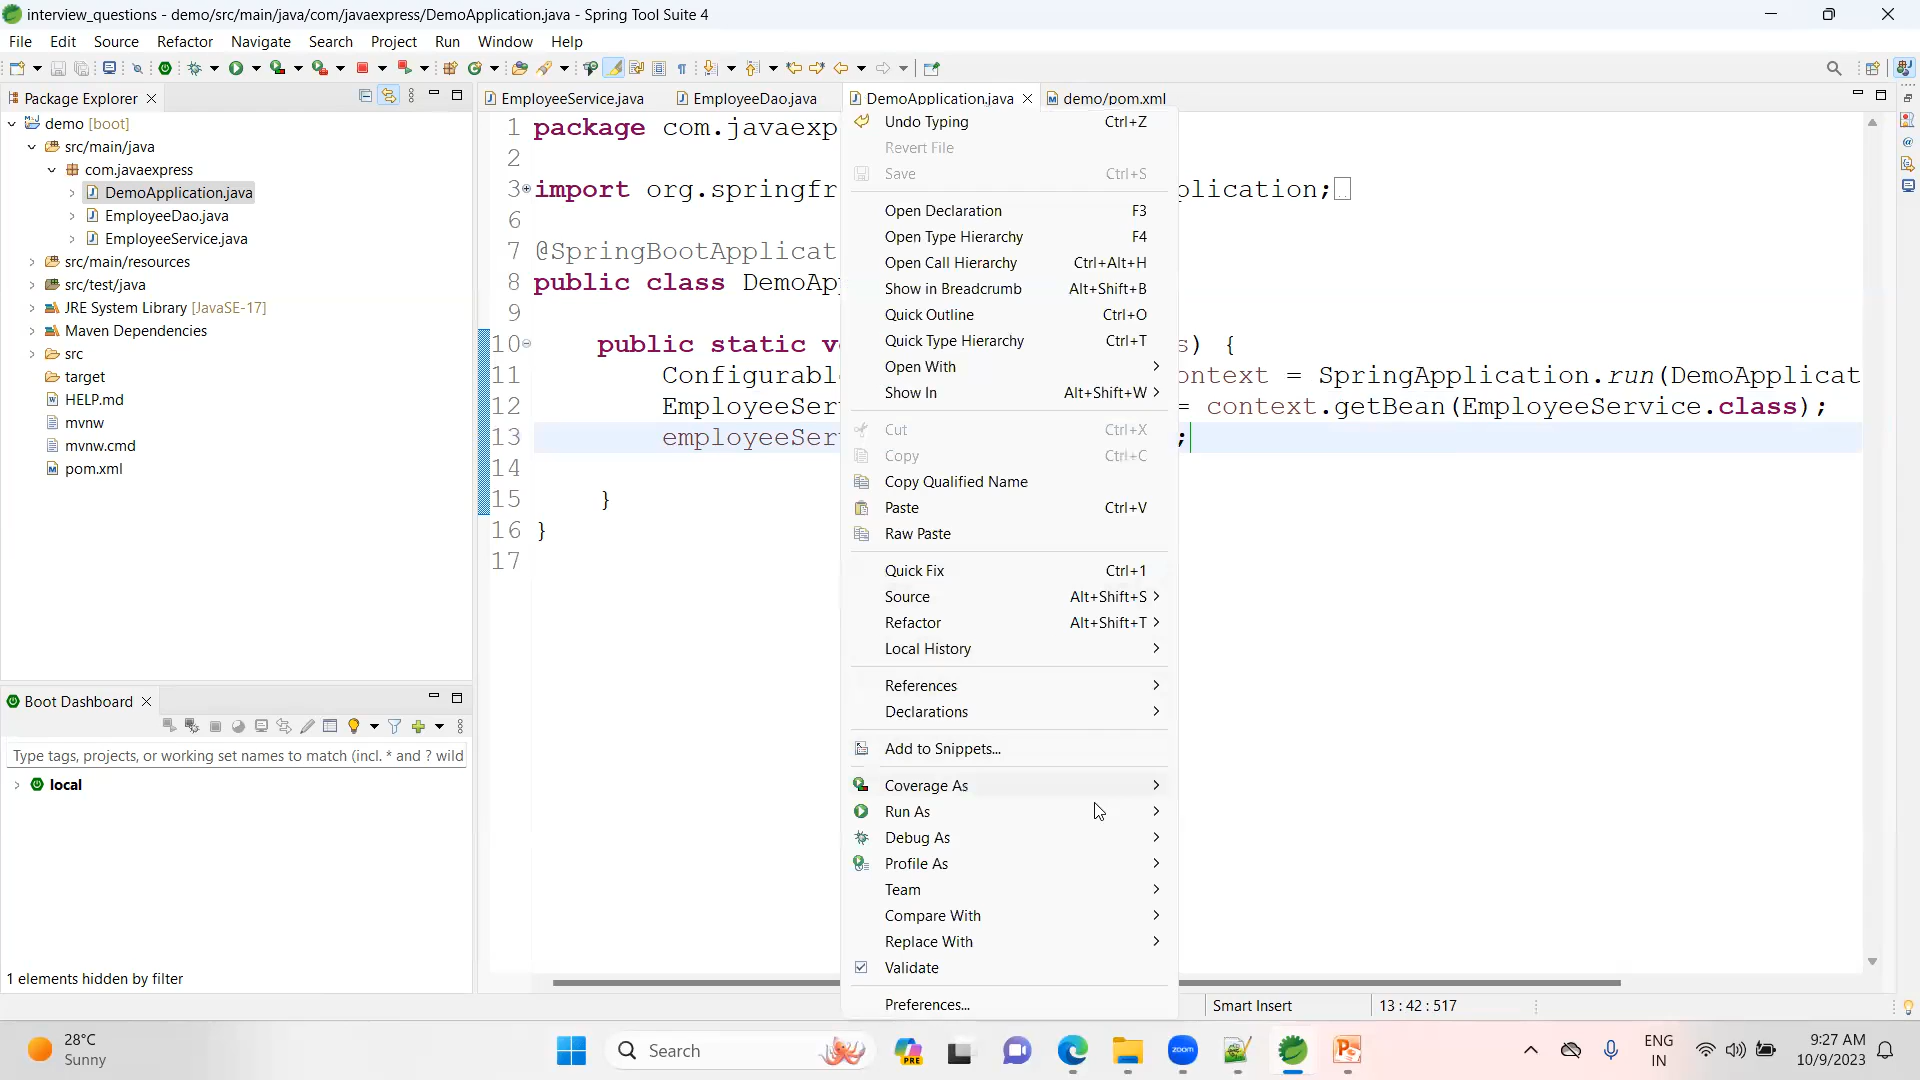 interview_questions - demo/src/main/java/com/javaexpress/DemoApplication.java - Spring Tool Suite 4
File Edit Source Refactor Navigate Search Project Run Window Help
Package Explorer
EmployeeService.java EmployeeDao.java DemoApplication.java demo/pom.xml
demo [boot]
src/main/java
com.javaexpress
DemoApplication.java
EmployeeDao.java
EmployeeService.java
src/main/resources
src/test/java
JRE System Library [JavaSE-17]
Maven Dependencies
src
target
HELP.md
mvnw
mvnw.cmd
pom.xml
Boot Dashboard
Type tags, projects, or working set names to match (incl. * and ? wild
local
1 elements hidden by filter
1 package com.javaexp
2
3 import org.springfr plication;
6
7 @SpringBootApplicat
8 public class DemoAp
9
10 public static v s) {
11 Configurabl ontext = SpringApplication.run(DemoApplicat
12 EmployeeSer = context.getBean(EmployeeService.class);
13 employeeSer ;
14
15 }
16 }
17
Undo Typing Ctrl+Z
Revert File
Save Ctrl+S
Open Declaration F3
Open Type Hierarchy F4
Open Call Hierarchy Ctrl+Alt+H
Show in Breadcrumb Alt+Shift+B
Quick Outline Ctrl+O
Quick Type Hierarchy Ctrl+T
Open With
Show In Alt+Shift+W
Cut Ctrl+X
Copy Ctrl+C
Copy Qualified Name
Paste Ctrl+V
Raw Paste
Quick Fix Ctrl+1
Source Alt+Shift+S
Refactor Alt+Shift+T
Local History
References
Declarations
Add to Snippets...
Coverage As
Run As
Debug As
Profile As
Team
Compare With
Replace With
Validate
Preferences...
Smart Insert 13 : 42 : 517
28°C
Sunny
Search
PRE
zoom
ENG
IN
9:27 AM
10/9/2023